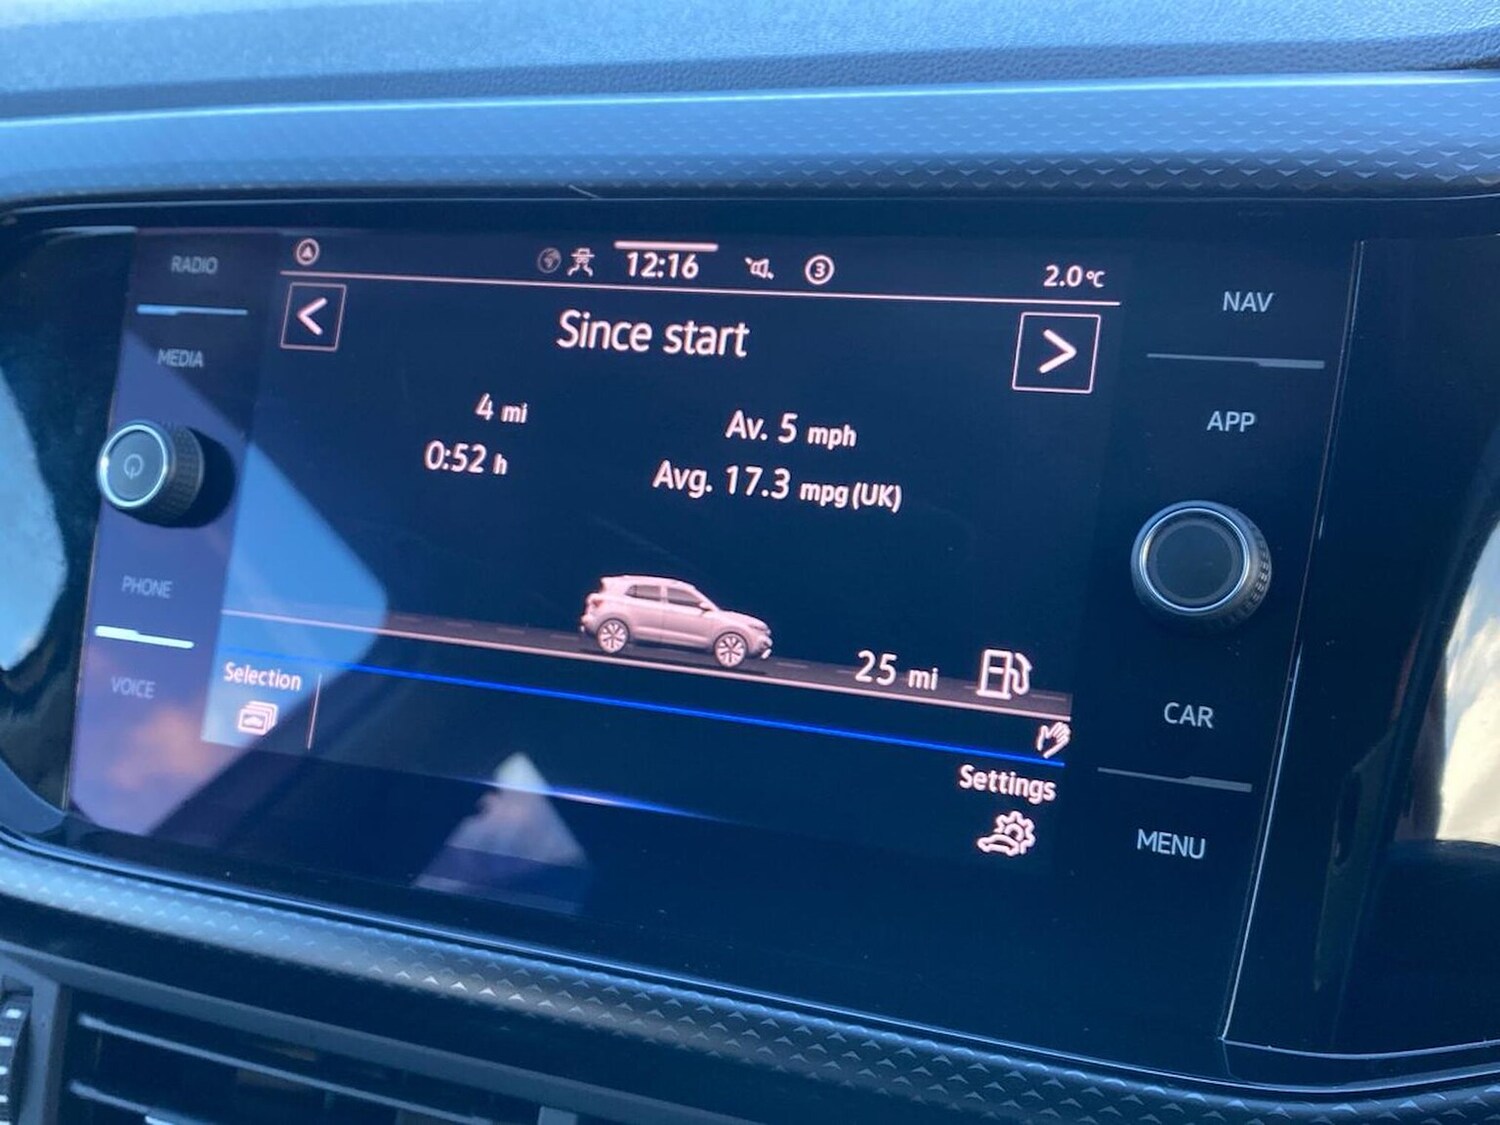 RADIO
MEDIA
PHONE
VOICE
12:16
3
2.0°C
<
Since start
>
4 mi
Av. 5 mph
0:52 h
Avg. 17.3 mpg (UK)
25 mi
Selection
Settings
NAV
APP
CAR
MENU